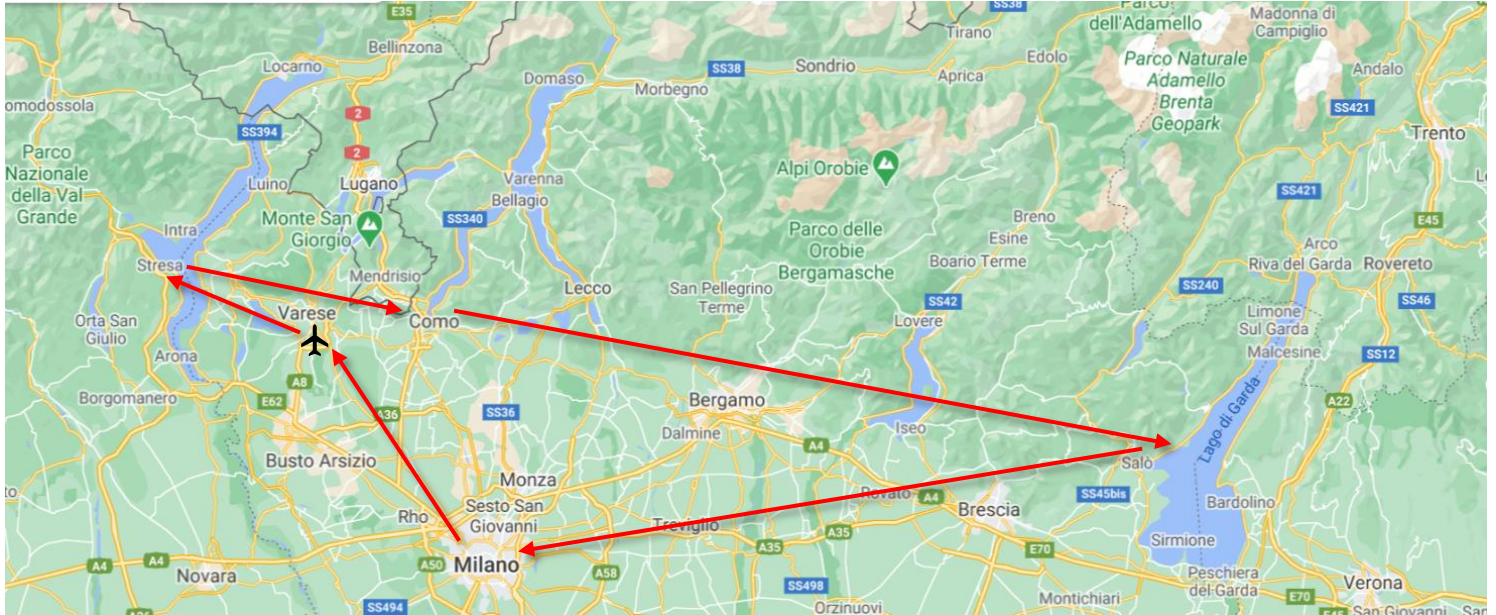 SS38
E35
Parco
dell'Adamello
Madonna di
Campiglio
Tirano
Bellinzona
Edolo
Locarno
Sondrio
SS38
Parco Naturale
Adamello
Brenta
Geopark
Andalo
Domaso
Aprica
Morbegno
omodossola
SS421
2
SS394
Trento
Parco
Nazionale
della Val
Grande
2
Alpi Orobie
Varenna
Luino
Lugano
SS421
Bellagio
Monte San
Giorgio
SS340
Breno
E45
Intra
Parco delle
Orobie
Bergamasche
Esine
Arco
Stresa
Boario Terme
Riva del Garda
Rovereto
Mendrisio
Lecco
San Pellegrino
Terme
SS240
SS42
SS46
Varese
Como
Lovere
Limone
Sul Garda
Orta San
Giulio
Arona
Malcesine
SS12
A8
Borgomanero
E62
A36
SS36
Bergamo
Lago di Garda
A22
Dalmine
Iseo
A4
Busto Arsizio
Salò
Monza
SS45bis
Rovato
A4
Bardolino
Sesto San
Giovanni
Rho
Treviglio
Brescia
A35
A35
Sirmione
E70
A4
A4
A50
Milano
Novara
A58
SS498
Peschiera
del Garda
Verona
Montichiari
E70
SS494
Orzinuovi
San Giovanni